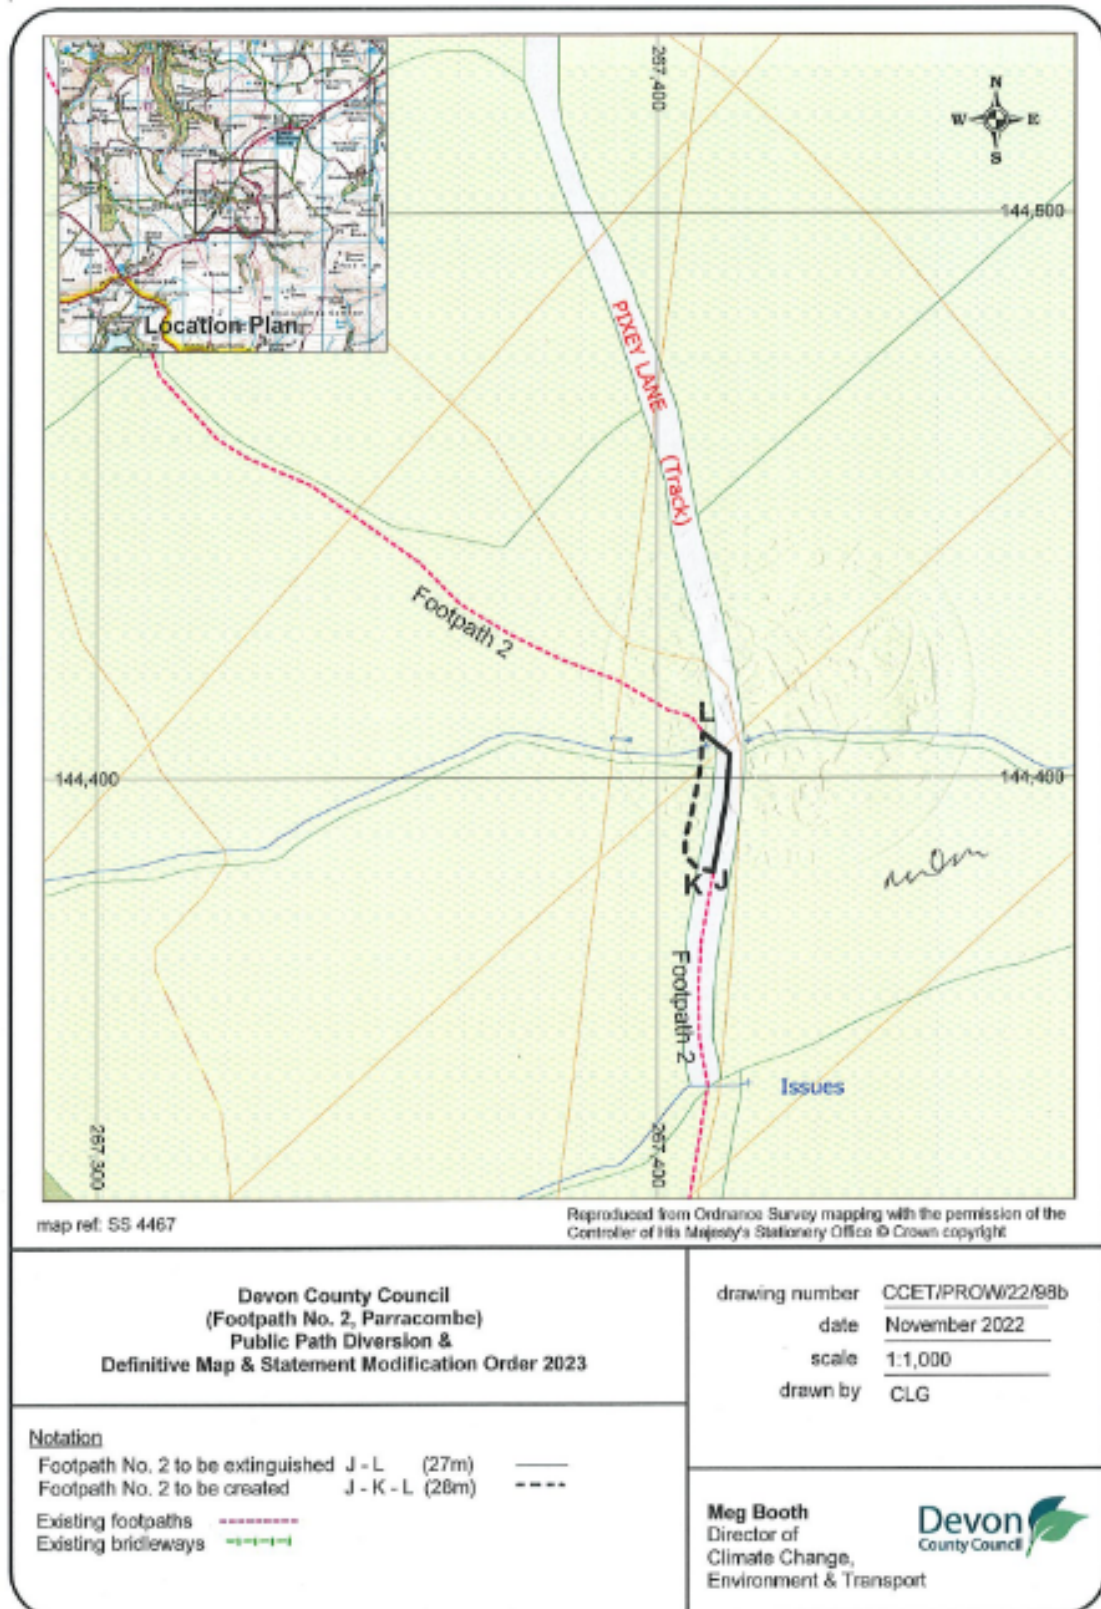 Location Plan
267,400
N
W E
S
144,500
PIXEY LANE (Track)
Footpath 2
L
144,400
144,400
K J
Footpath 2
Issues
267,300
267,400
map ref: SS 4467
Reproduced from Ordnance Survey mapping with the permission of the
Controller of His Majesty's Stationery Office © Crown copyright
Devon County Council
(Footpath No. 2, Parracombe)
Public Path Diversion &
Definitive Map & Statement Modification Order 2023
drawing number CCET/PROW/22/98b
date November 2022
scale 1:1,000
drawn by CLG
Notation
Footpath No. 2 to be extinguished J - L (27m)
Footpath No. 2 to be created J - K - L (28m)
Existing footpaths
Existing bridleways
Meg Booth
Director of
Climate Change,
Environment & Transport
Devon
County Council